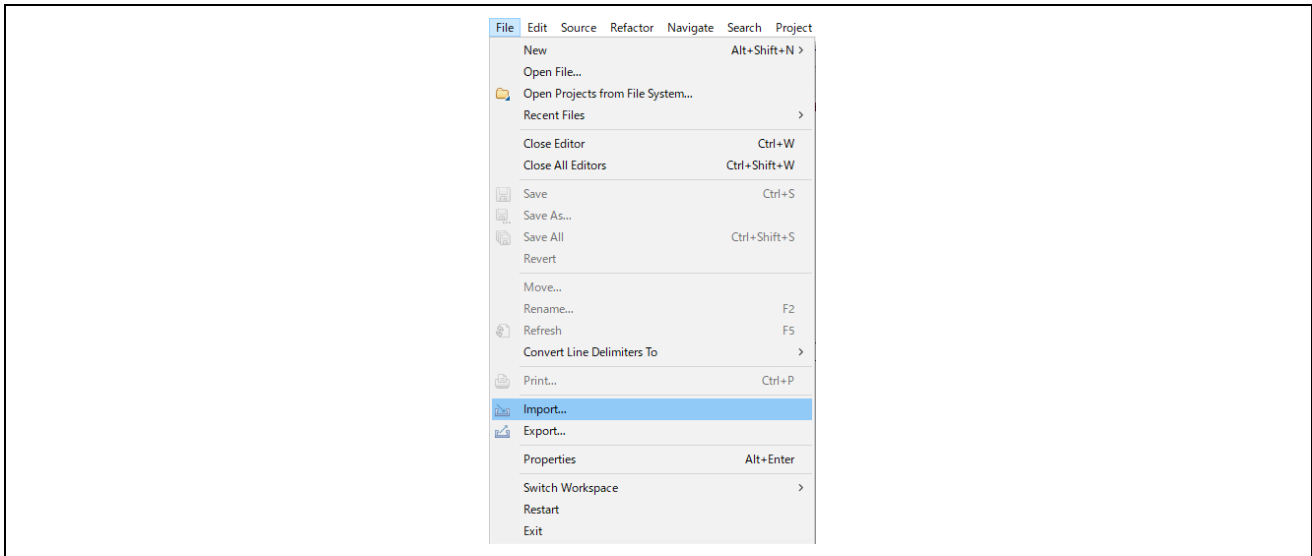 File Edit Source Refactor Navigate Search Project
New Alt+Shift+N >
Open File...
Open Projects from File System...
Recent Files >
Close Editor Ctrl+W
Close All Editors Ctrl+Shift+W
Save Ctrl+S
Save As...
Save All Ctrl+Shift+S
Revert
Move...
Rename... F2
Refresh F5
Convert Line Delimiters To >
Print... Ctrl+P
Import...
Export...
Properties Alt+Enter
Switch Workspace >
Restart
Exit